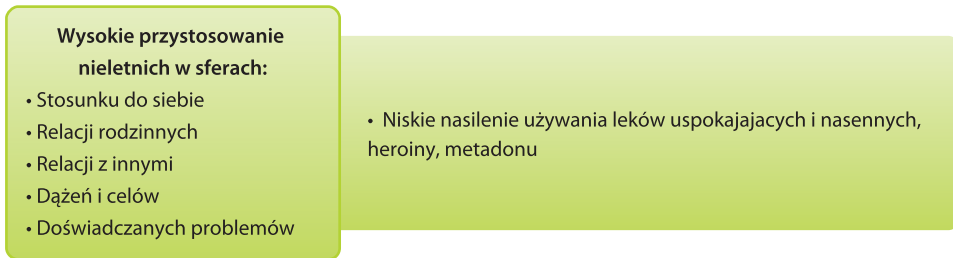 Wysokie przystosowanie
nieletnich w sferach:
• Stosunku do siebie
• Relacji rodzinnych
• Relacji z innymi
• Dążeń i celów
• Doświadczanych problemów
• Niskie nasilenie używania leków uspokajajacych i nasennych,
heroiny, metadonu